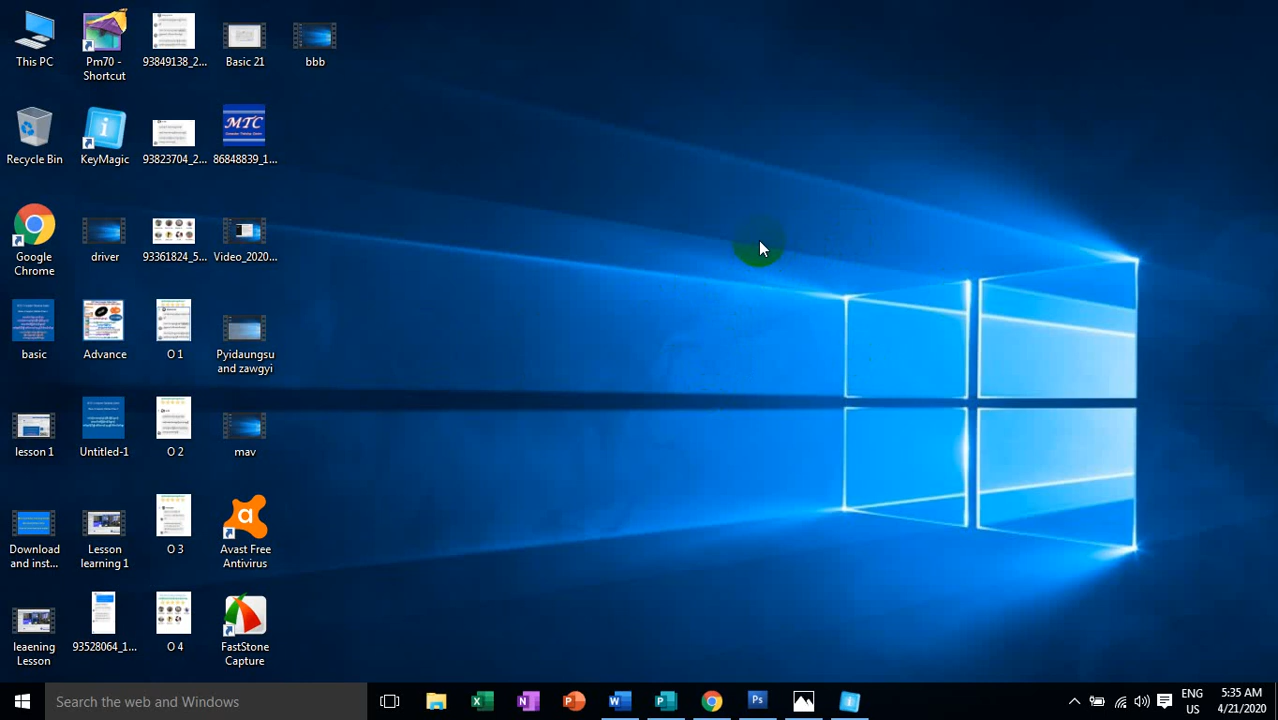 This PC
Pm70 -
Shortcut
93849138_2...
Basic 21
bbb
Recycle Bin
KeyMagic
93823704_2...
MTC
86848839_1...
Google
Chrome
driver
93361824_5...
Video_2020...
basic
Advance
O 1
Pyidaungsu
and zawgyi
lesson 1
Untitled-1
O 2
mav
Download
and inst...
Lesson
learning 1
O 3
Avast Free
Antivirus
leaening
Lesson
93528064_1...
O 4
FastStone
Capture
Search the web and Windows
ENG
US
5:35 AM
4/21/2020